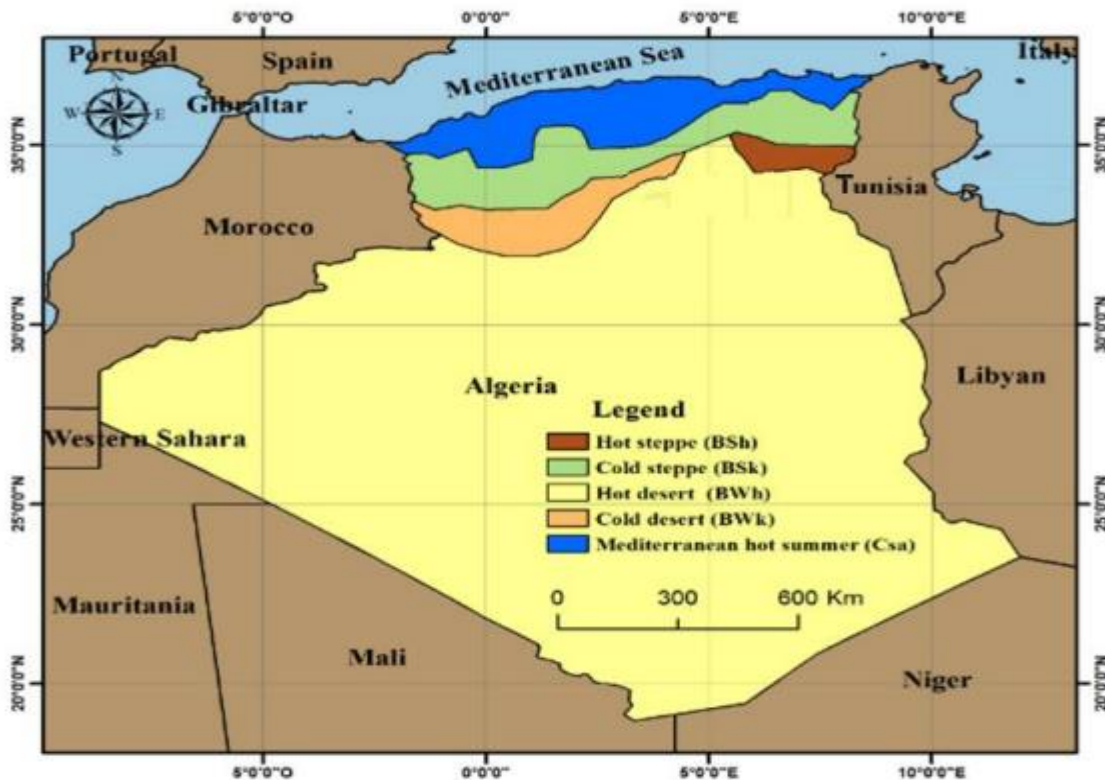 5°0'0"O
0°0'0"
5°0'0"E
10°0'0"E
Portugal
Spain
Mediterranean Sea
Italy
N
W
E
S
Gibraltar
35°0'0"N
35°0'0"N
Tunisia
Morocco
30°0'0"N
30°0'0"N
Algeria
Libyan
Legend
Western Sahara
Hot steppe (BSh)
Cold steppe (BSk)
Hot desert (BWh)
25°0'0"N
25°0'0"N
Cold desert (BWk)
Mediterranean hot summer (Csa)
Mauritania
0 300 600 Km
Mali
Niger
20°0'0"N
20°0'0"N
5°0'0"O
0°0'0"
5°0'0"E
10°0'0"E